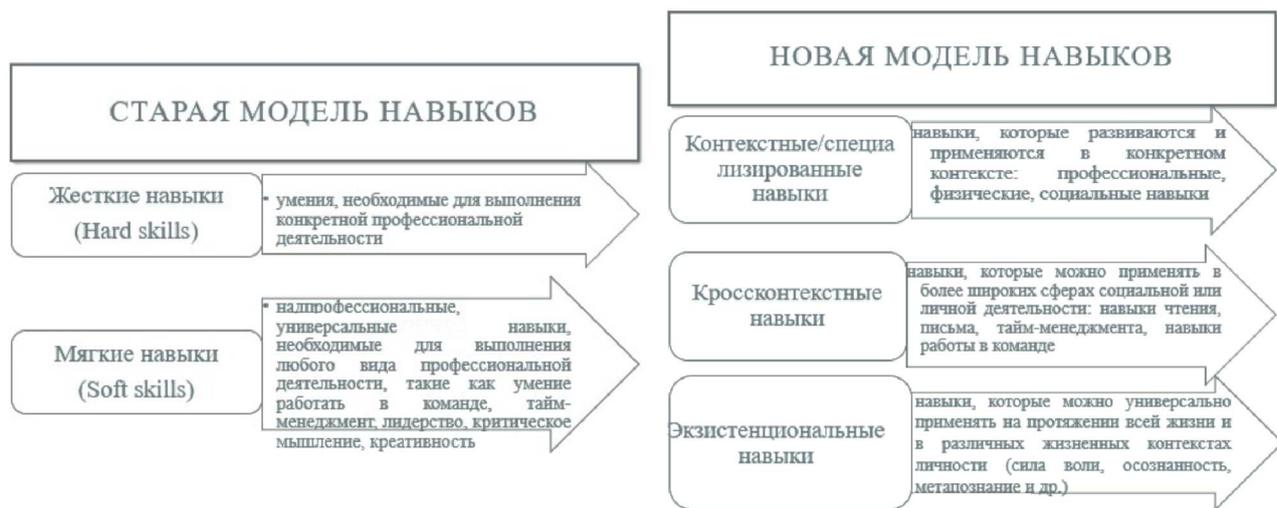 СТАРАЯ МОДЕЛЬ НАВЫКОВ
Жесткие навыки
(Hard skills)
• умения, необходимые для выполнения
конкретной профессиональной
деятельности
Мягкие навыки
(Soft skills)
• надпрофессиональные,
универсальные навыки,
необходимые для выполнения
любого вида профессиональной
деятельности, такие как умение
работать в команде, тайм-
менеджмент, лидерство, критическое
мышление, креативность
НОВАЯ МОДЕЛЬ НАВЫКОВ
Контекстные/специа
лизированные
навыки
навыки, которые развиваются и
применяются в конкретном
контексте: профессиональные,
физические, социальные навыки
Кроссконтекстные
навыки
навыки, которые можно применять в
более широких сферах социальной или
личной деятельности: навыки чтения,
письма, тайм-менеджмента, навыки
работы в команде
Экзистенциональные
навыки
навыки, которые можно универсально
применять на протяжении всей жизни и
в различных жизненных контекстах
личности (сила воли, осознанность,
метапознание и др.)